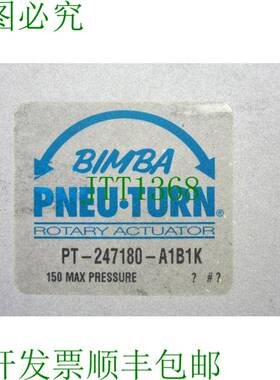 图必究
BIMBA
JTT1368
PNEU-TURN®
ROTARY ACTUATOR
PT-247180-A1B1K
150 MAX PRESSURE ? #?
开发票顺丰包邮